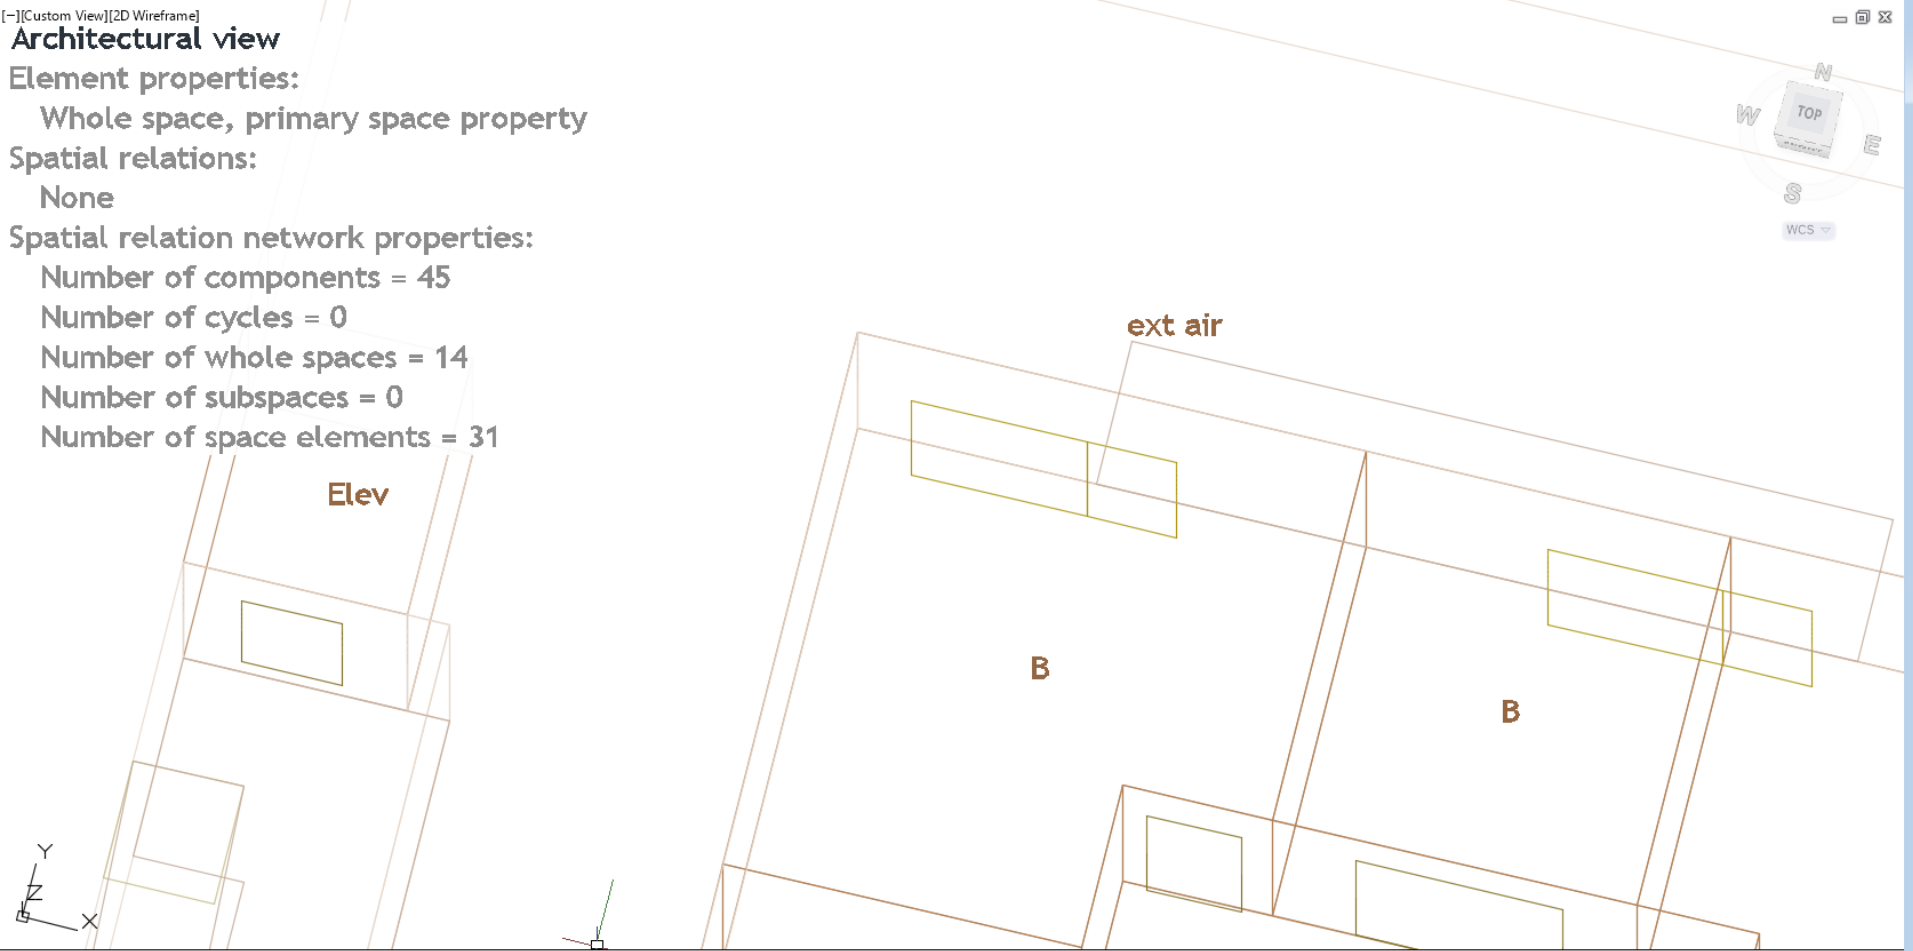 [−][Custom View][2D Wireframe]
Architectural view
Element properties:
Whole space, primary space property
Spatial relations:
None
Spatial relation network properties:
Number of components = 45
Number of cycles = 0
Number of whole spaces = 14
Number of subspaces = 0
Number of space elements = 31
N
W
TOP
E
S
WCS
ext air
Elev
B
B
Y
Z
X